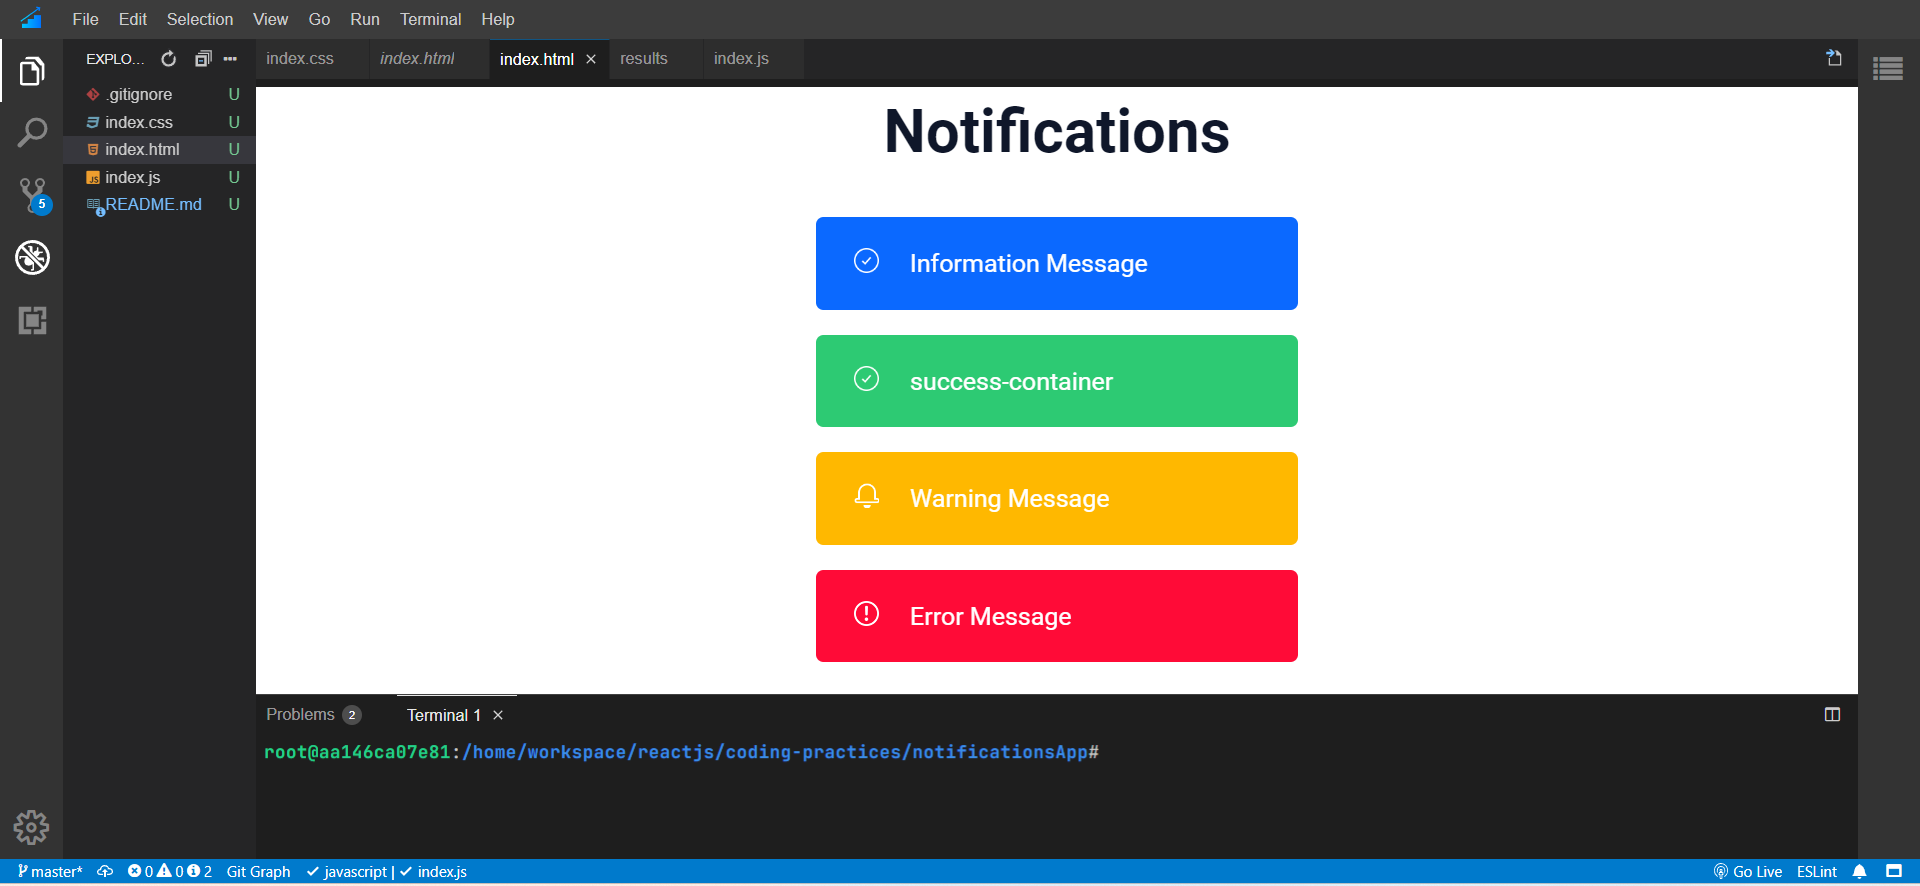 File Edit Selection View Go Run Terminal Help
EXPLO...
index.css index.html index.html results index.js
.gitignore U
index.css U
index.html U
JS index.js U
README.md U
5
Notifications
Information Message
success-container
Warning Message
Error Message
Problems 2 Terminal 1
root@aa146ca07e81:/home/workspace/reactjs/coding-practices/notificationsApp#
master* 0 0 2 Git Graph javascript | index.js Go Live ESLint